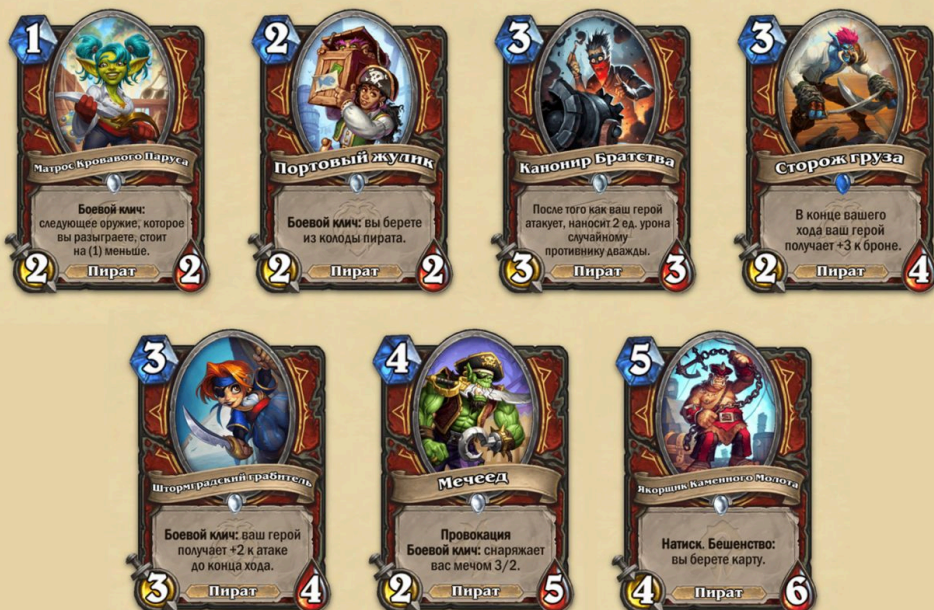 1
Матрос Кровавого Паруса
Боевой клич:
следующее оружие, которое
вы разыграете, стоит
на (1) меньше.
2 Пират 2
2
Портовый жулик
Боевой клич: вы берете
из колоды пирата.
2 Пират 2
3
Канонир Братства
После того как ваш герой
атакует, наносит 2 ед. урона
случайному
противнику дважды.
3 Пират 3
3
Сторож груза
В конце вашего
хода ваш герой
получает +3 к броне.
2 Пират 4
3
Штормградский грабитель
Боевой клич: ваш герой
получает +2 к атаке
до конца хода.
3 Пират 4
4
Мечеед
Провокация
Боевой клич: снаряжает
вас мечом 3/2.
2 Пират 5
5
Якорщик Каменного Молота
Натиск. Бешенство:
вы берете карту.
4 Пират 6